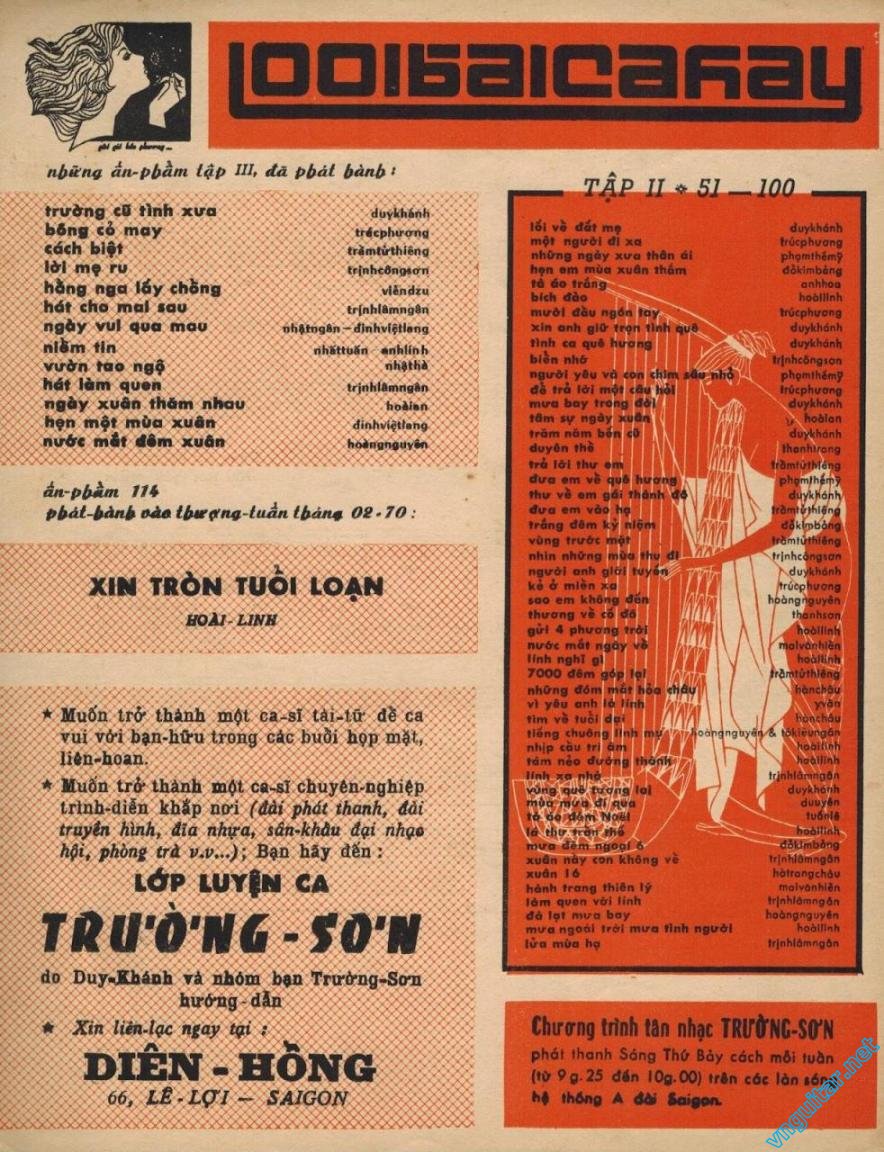 1001baicahay
gửi gió bốn phương...
những ấn-phẩm tập III, đã phát hành :
trường cũ tình xưa duykhánh
bông cỏ may trúcphương
cách biệt trầmtửthiêng
lời mẹ ru trịnhcôngsơn
hằng nga lấy chồng viễndzu
hát cho mai sau trịnhlâmngân
ngày vui qua mau nhậtngân – đinhviệtlang
niềm tin nhấttuấn anhlinh
vườn tao ngộ nhậthà
hát làm quen trịnhlâmngân
ngày xuân thăm nhau hoàian
hẹn một mùa xuân đinhviệtlang
nước mắt đêm xuân hoàngnguyên
ấn-phẩm 114
phát-hành vào thượng-tuần tháng 02-70 :
XIN TRÒN TUỔI LOẠN
HOÀI-LINH
★ Muốn trở thành một ca-sĩ tài-tử để ca
vui với bạn-hữu trong các buổi họp mặt,
liên-hoan.
★ Muốn trở thành một ca-sĩ chuyên-nghiệp
trình-diễn khắp nơi (đài phát thanh, đài
truyền hình, đĩa nhựa, sân-khấu đại nhạc
hội, phòng trà v.v...); Bạn hãy đến :
LỚP LUYỆN CA
TRƯỜNG-SƠN
do Duy-Khánh và nhóm bạn Trường-Sơn
hướng-dẫn
★ Xin liên-lạc ngay tại :
DIÊN-HỒNG
66, LÊ-LỢI — SAIGON
TẬP II ✵ 51 — 100
lối về đất mẹ duykhánh
một người đi xa trúcphương
những ngày xưa thân ái phạmthếmỹ
hẹn em mùa xuân thắm đỗkimbảng
tà áo trắng anhhoa
bích đào hoàilinh
mười đầu ngón tay trúcphương
xin anh giữ trọn tình quê duykhánh
tình ca quê hương duykhánh
biển nhớ trịnhcôngsơn
người yêu và con chim sâu nhỏ phạmthếmỹ
để trả lời một câu hỏi trúcphương
mưa bay trong đời duykhánh
tâm sự ngày xuân hoàian
trăm năm bến cũ duykhánh
duyên thề thanhtrang
trả lời thư em trầmtửthiêng
đưa em về quê hương phạmthếmỹ
thư về em gái thành đô duykhánh
đưa em vào hạ trầmtửthiêng
trắng đêm kỷ niệm đỗkimbảng
vùng trước mặt trầmtửthiêng
nhìn những mùa thu đi trịnhcôngsơn
người anh giới tuyến duykhánh
kẻ ở miền xa trúcphương
sao em không đến hoàngnguyên
thương về cố đô thanhsơn
gửi 4 phương trời hoàilinh
nước mắt ngày về maivănhiền
lính nghĩ gì hoàilinh
7000 đêm góp lại trầmtửthiêng
những đóm mắt hỏa châu hànchâu
vì yêu anh là lính yvân
tìm về tuổi dại hànchâu
tiếng chuông linh mụ hoàngnguyên & tôkiềungân
nhịp cầu tri âm hoàilinh
tám nẻo đường thành hoàilinh
lính xa nhà trịnhlâmngân
vùng quê tương lai duykhánh
mùa mưa đi qua duuyên
tà áo đêm Noël tuấnlê
lá thư trần thế hoàilinh
mưa đêm ngoại ô đỗkimbảng
xuân này con không về trịnhlâmngân
xuân 16 hàtrangchâu
hành trang thiên lý maivănhiền
làm quen với lính trịnhlâmngân
đà lạt mưa bay hoàngnguyên
mưa ngoài trời mưa tình người hoàilinh
lửa mùa hạ trịnhlâmngân
Chương trình tân nhạc TRƯỜNG-SƠN
phát thanh Sáng Thứ Bảy cách mỗi tuần
(từ 9g.25 đến 10g.00) trên các làn sóng
hệ thống A đài Saigon.
vnguitar.net